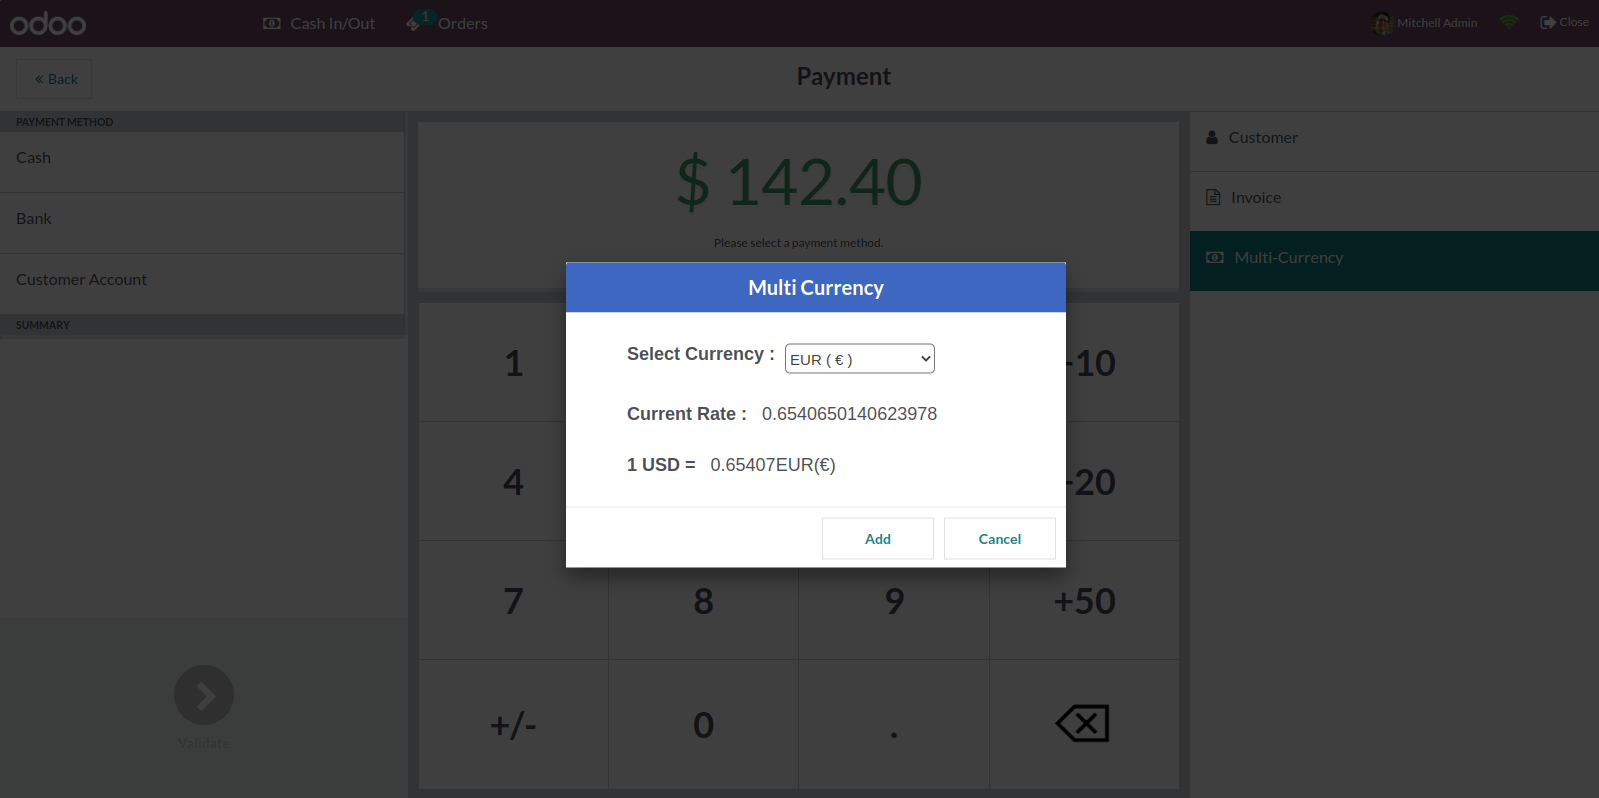 odoo
Cash In/Out
1
Orders
Mitchell Admin
Close
« Back
Payment
PAYMENT METHOD
Cash
Bank
Customer Account
SUMMARY
$ 142.40
Please select a payment method.
Customer
Invoice
Multi-Currency
Multi Currency
Select Currency :
EUR ( € )
Current Rate :
0.6540650140623978
1 USD =
0.65407EUR(€)
Add
Cancel
1
+10
4
+20
7
8
9
+50
+/-
0
.
Validate